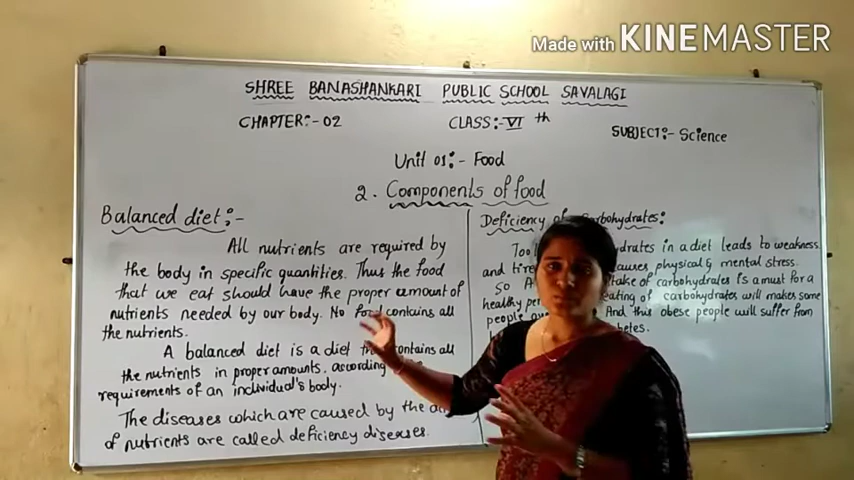 Made with KINEMASTER
SHREE BANASHANKARI PUBLIC SCHOOL SAVALAGI
CHAPTER:- 02 CLASS:- VI th SUBJECT:- Science
Unit 01:- Food
2. Components of food
Balanced diet:-
All nutrients are required by
the body in specific quantities. Thus the food
that we eat should have the proper amount of
nutrients needed by our body. No food contains all
the nutrients.
A balanced diet is a diet contains all
the nutrients in proper amounts, according
requirements of an individual's body.
The diseases which are caused by the
of nutrients are called deficiency diseases.
Deficiency of Carbohydrates:
in a diet leads to weakness
and physical & mental stress.
So of carbohydrates is a must for a
healthy of carbohydrates will makes some
people And thus obese people will suffer from